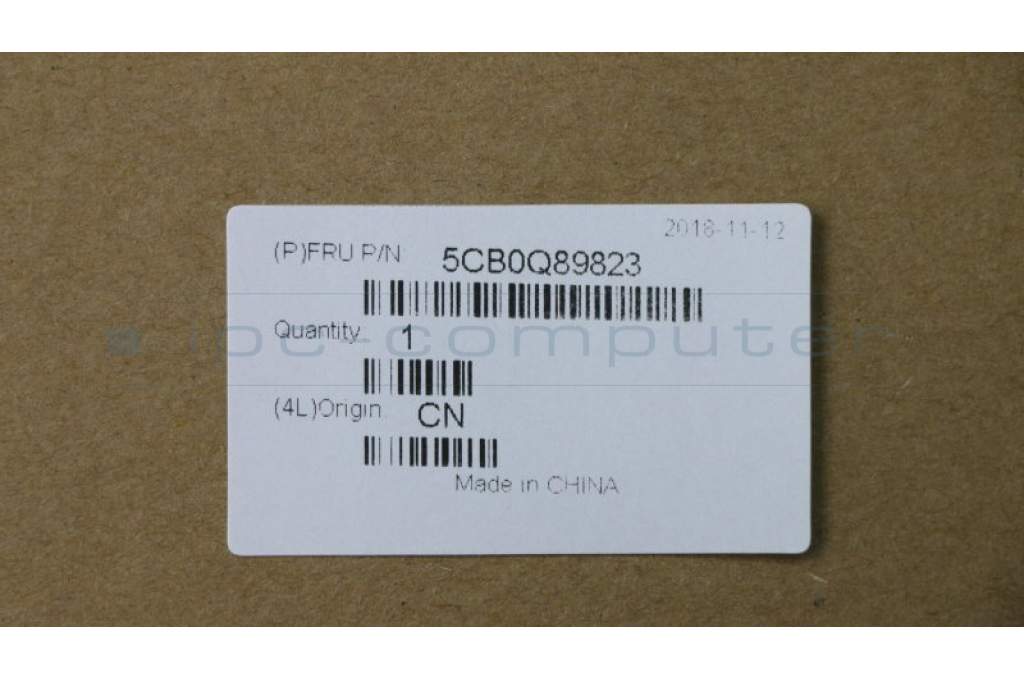 2018-11-12
(P)FRU P/N 5CB0Q89823
Quantity 1
ipc-computer
(4L)Origin CN
Made in CHINA